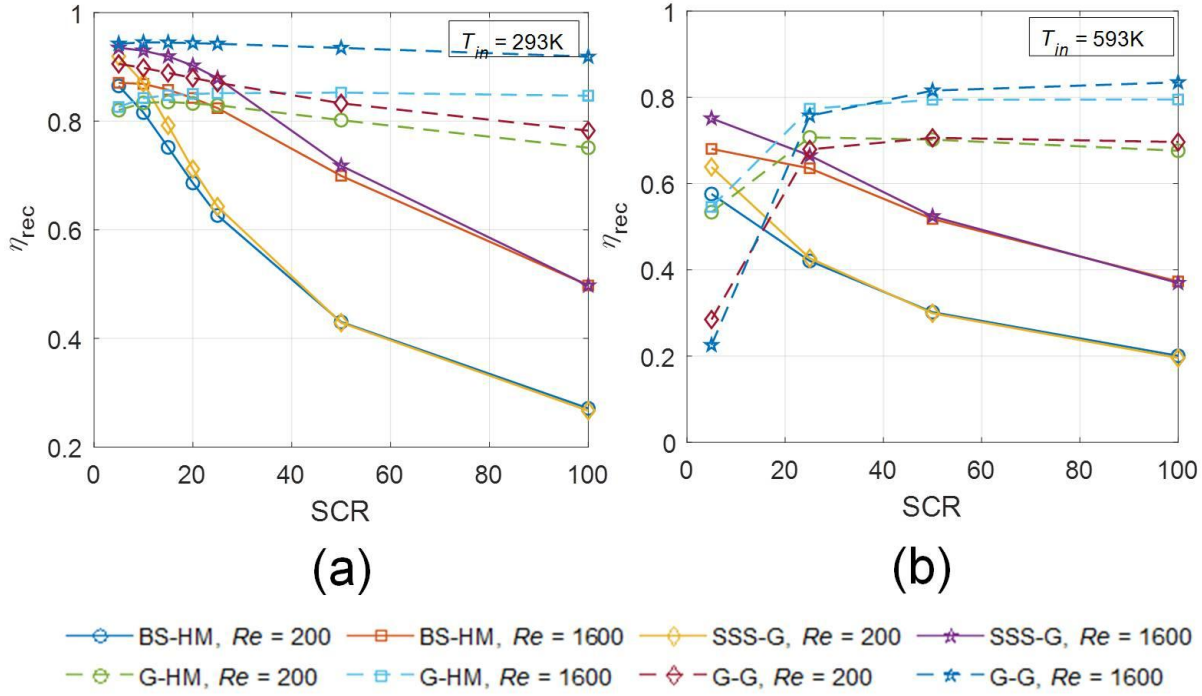 1
0.8
0.6
0.4
0.2
0 20 40 60 80 100
η_rec
SCR
T_in = 293K
(a)
1
0.8
0.6
0.4
0.2
0
0 20 40 60 80 100
η_rec
SCR
T_in = 593K
(b)
BS-HM, Re = 200 BS-HM, Re = 1600 SSS-G, Re = 200 SSS-G, Re = 1600
G-HM, Re = 200 G-HM, Re = 1600 G-G, Re = 200 G-G, Re = 1600